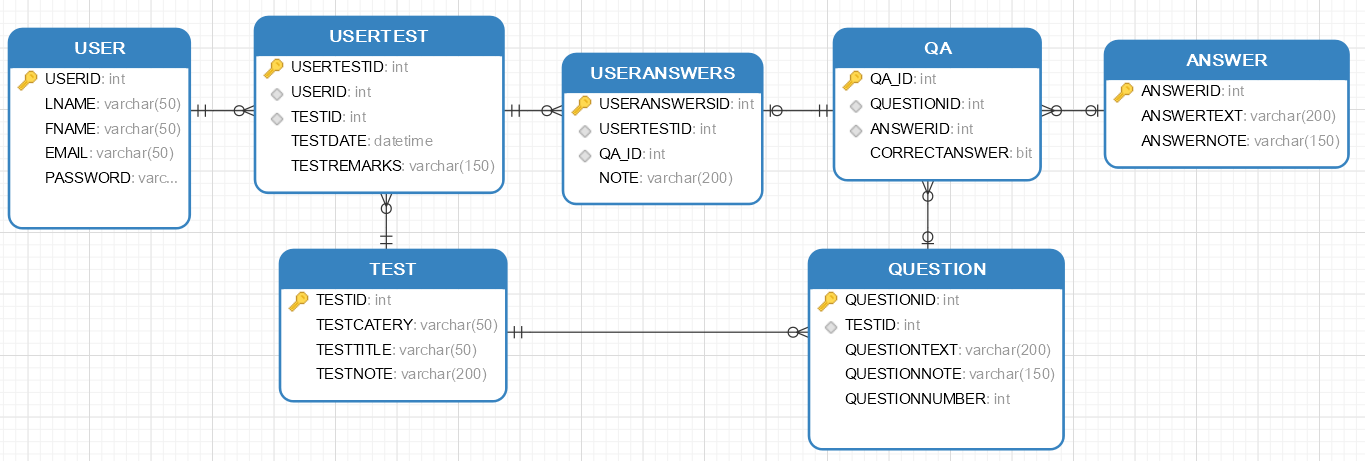 USER
USERID: int
LNAME: varchar(50)
FNAME: varchar(50)
EMAIL: varchar(50)
PASSWORD: varc...
USERTEST
USERTESTID: int
USERID: int
TESTID: int
TESTDATE: datetime
TESTREMARKS: varchar(150)
USERANSWERS
USERANSWERSID: int
USERTESTID: int
QA_ID: int
NOTE: varchar(200)
QA
QA_ID: int
QUESTIONID: int
ANSWERID: int
CORRECTANSWER: bit
ANSWER
ANSWERID: int
ANSWERTEXT: varchar(200)
ANSWERNOTE: varchar(150)
TEST
TESTID: int
TESTCATERY: varchar(50)
TESTTITLE: varchar(50)
TESTNOTE: varchar(200)
QUESTION
QUESTIONID: int
TESTID: int
QUESTIONTEXT: varchar(200)
QUESTIONNOTE: varchar(150)
QUESTIONNUMBER: int